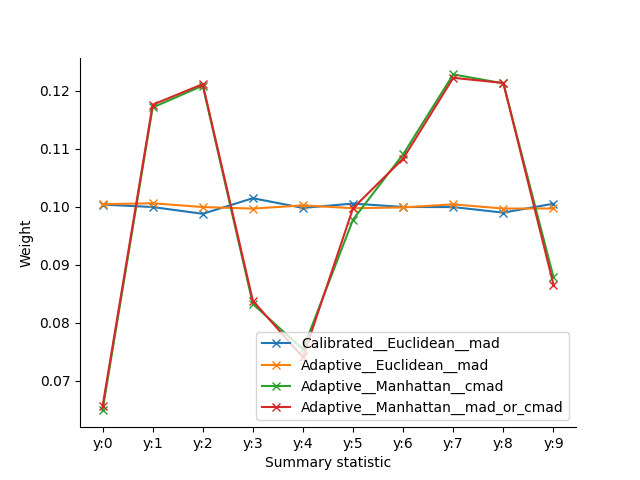 0.12
0.11
0.10
0.09
0.08
0.07
Weight
Calibrated__Euclidean__mad
Adaptive__Euclidean__mad
Adaptive__Manhattan__cmad
Adaptive__Manhattan__mad_or_cmad
y:0 y:1 y:2 y:3 y:4 y:5 y:6 y:7 y:8 y:9
Summary statistic